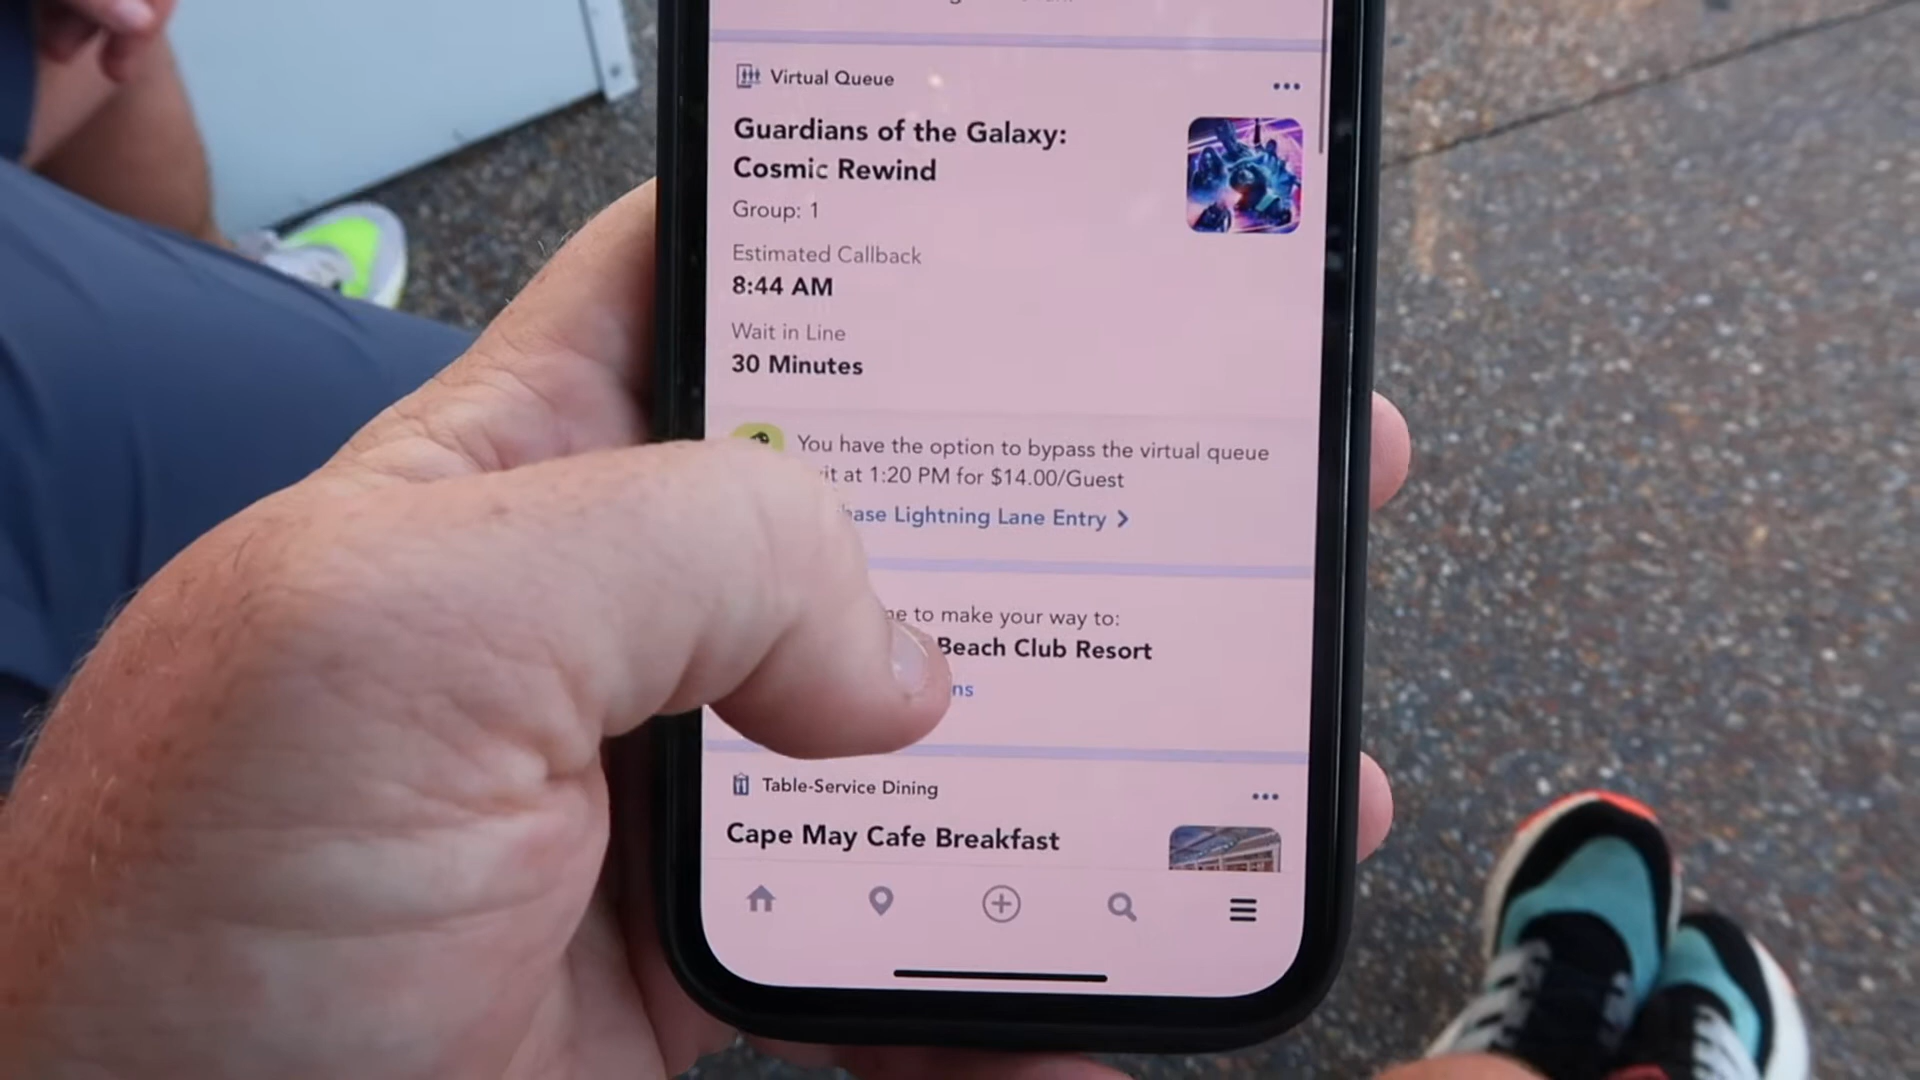 Virtual Queue
Guardians of the Galaxy:
Cosmic Rewind
Group: 1
Estimated Callback
8:44 AM
Wait in Line
30 Minutes
You have the option to bypass the virtual queue
at 1:20 PM for $14.00/Guest
Lightning Lane Entry
to make your way to:
Beach Club Resort
Table-Service Dining
Cape May Cafe Breakfast